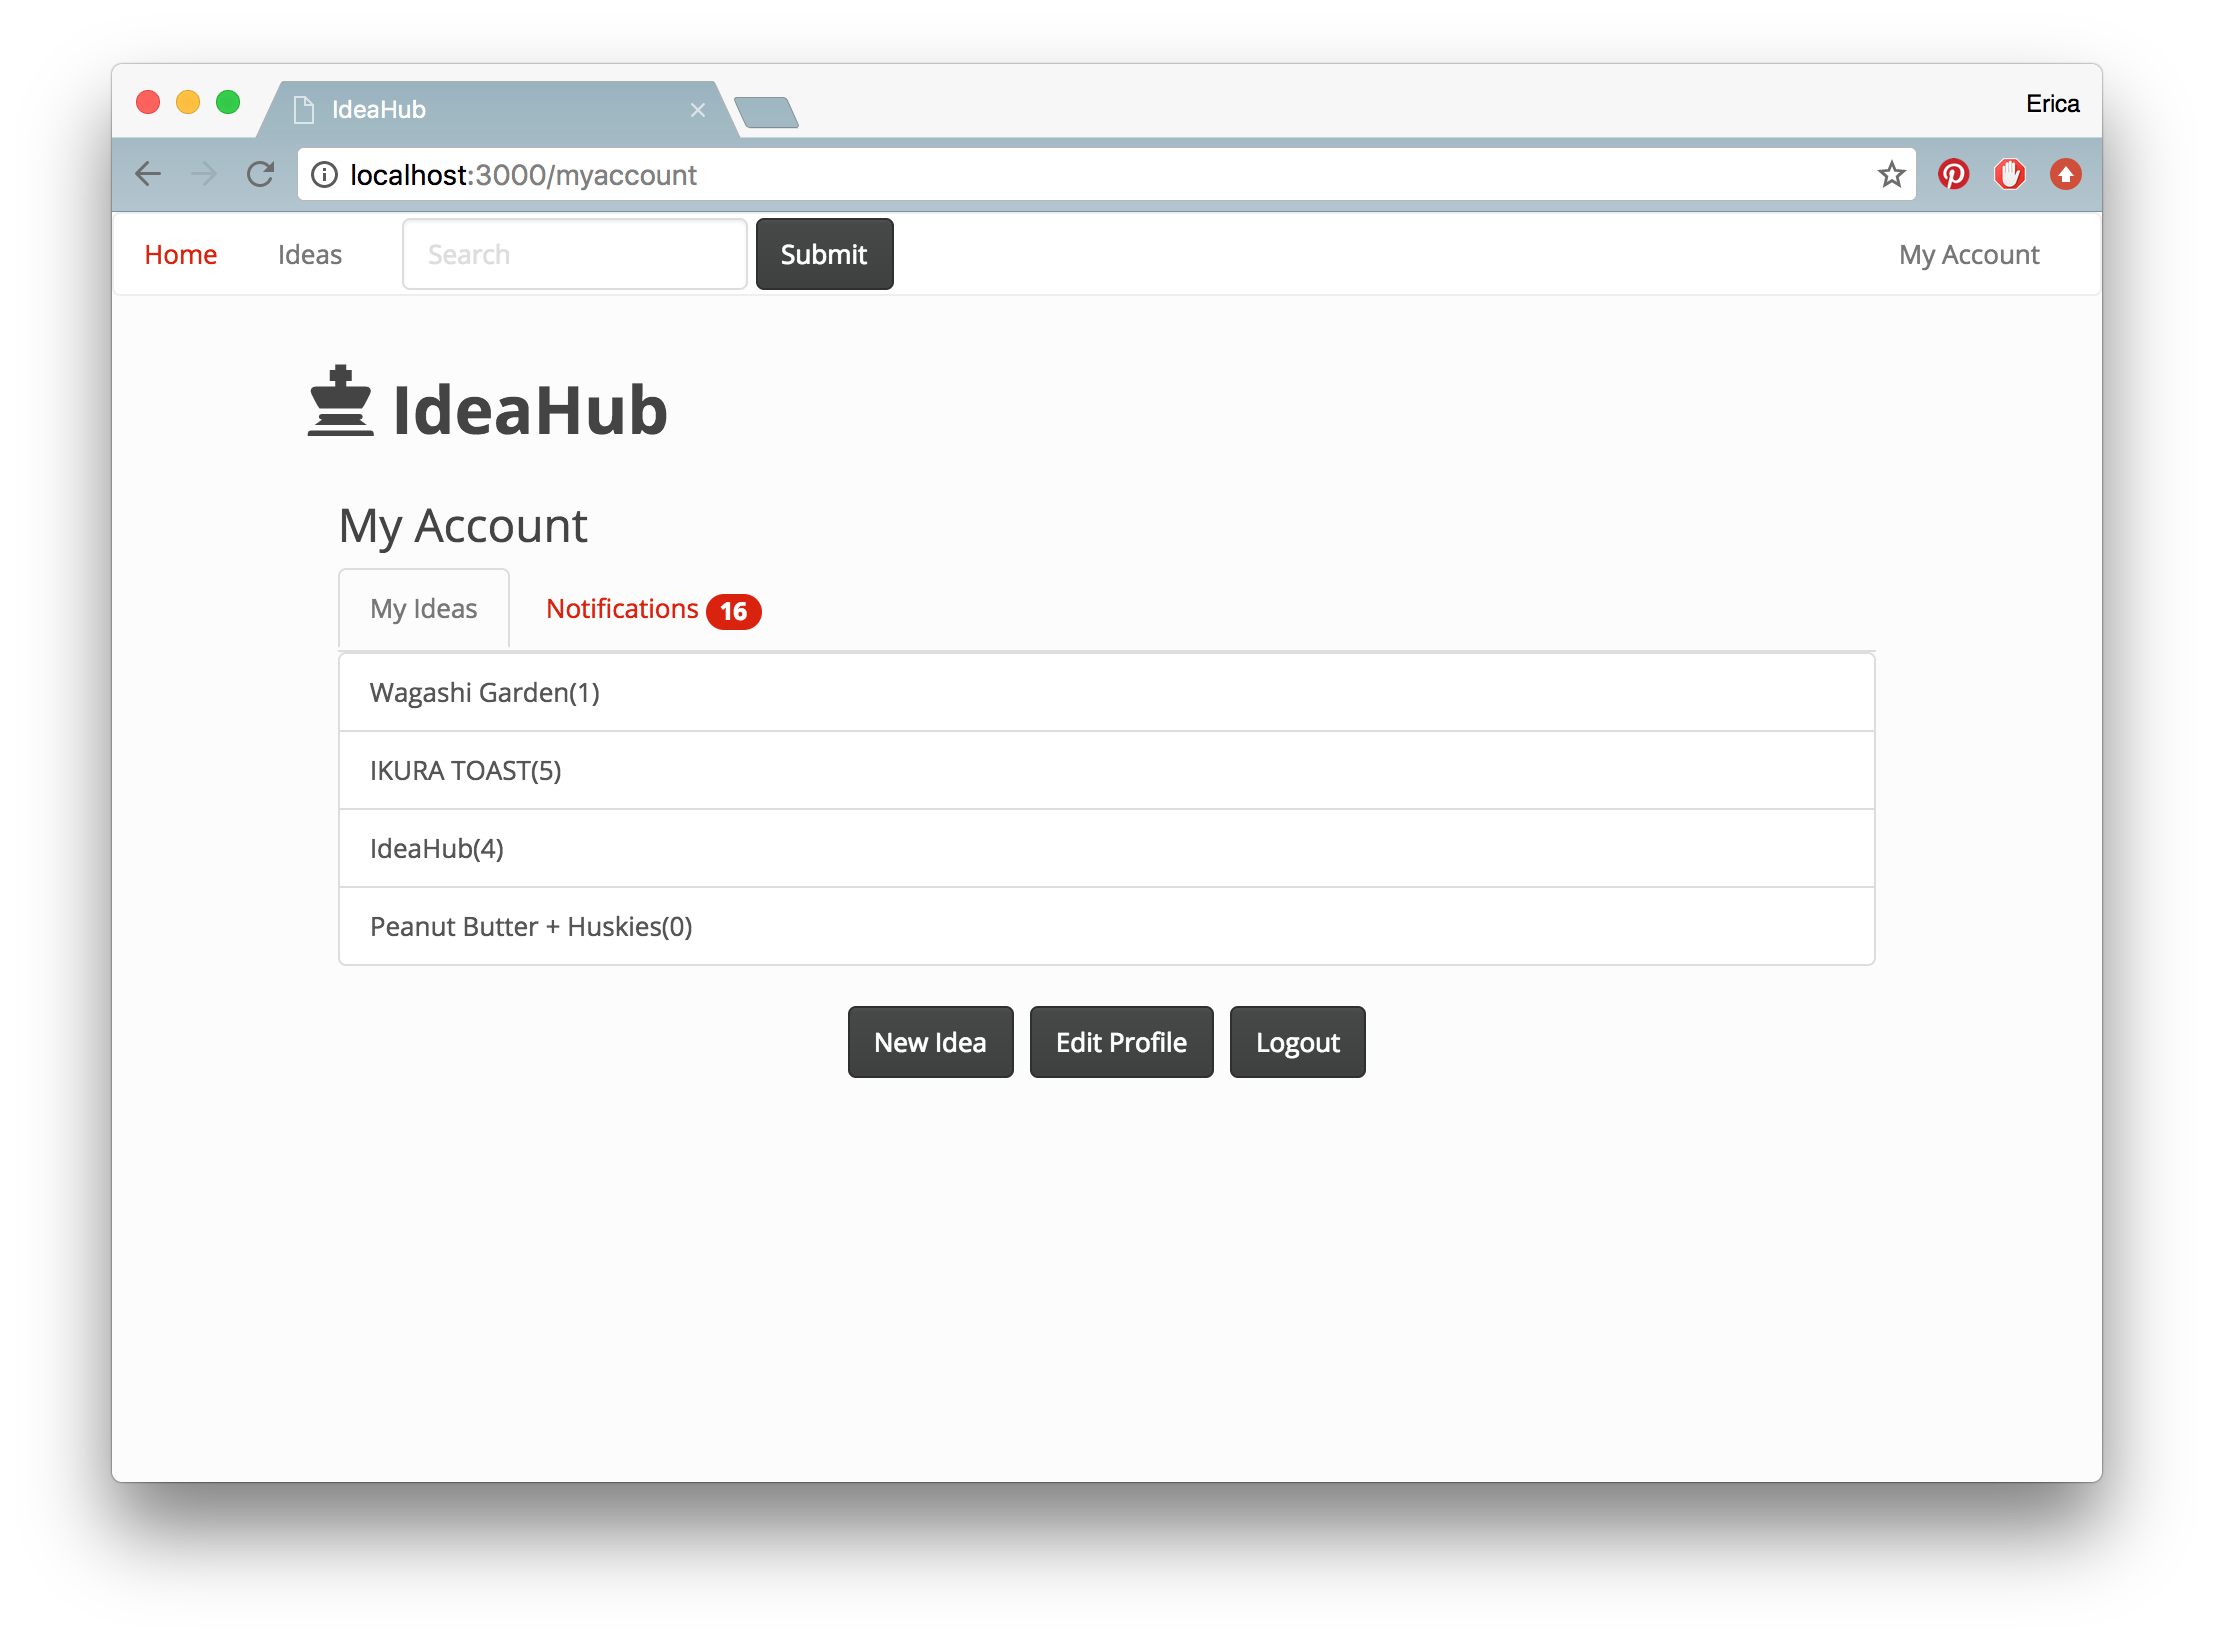 IdeaHub
Erica
localhost:3000/myaccount
Home Ideas Search Submit My Account
IdeaHub
My Account
My Ideas Notifications 16
Wagashi Garden(1)
IKURA TOAST(5)
IdeaHub(4)
Peanut Butter + Huskies(0)
New Idea Edit Profile Logout